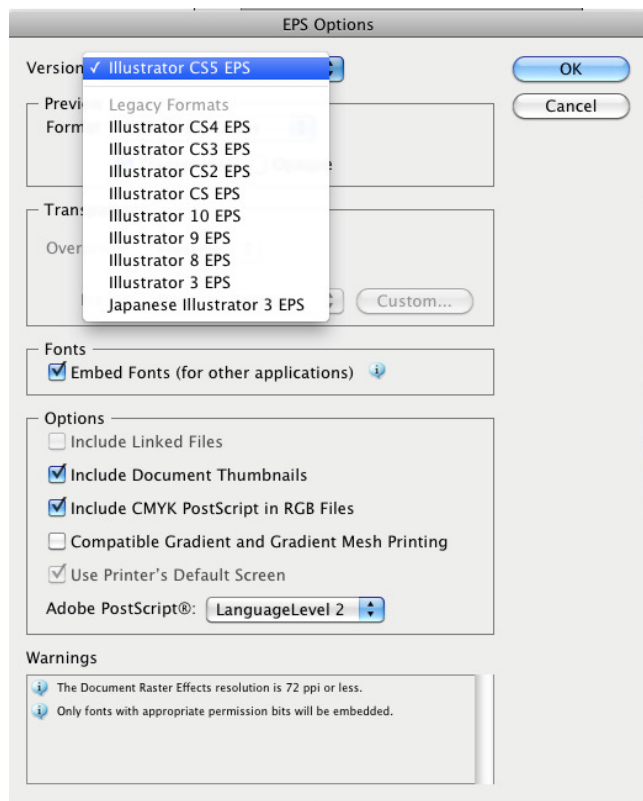 EPS Options
Version
✓ Illustrator CS5 EPS
OK
Cancel
Legacy Formats
Illustrator CS4 EPS
Illustrator CS3 EPS
Illustrator CS2 EPS
Illustrator CS EPS
Illustrator 10 EPS
Illustrator 9 EPS
Illustrator 8 EPS
Illustrator 3 EPS
Japanese Illustrator 3 EPS
Previ
Form
Trans
Over
Custom...
Fonts
Embed Fonts (for other applications)
Options
Include Linked Files
Include Document Thumbnails
Include CMYK PostScript in RGB Files
Compatible Gradient and Gradient Mesh Printing
Use Printer's Default Screen
Adobe PostScript®: LanguageLevel 2
Warnings
The Document Raster Effects resolution is 72 ppi or less.
Only fonts with appropriate permission bits will be embedded.